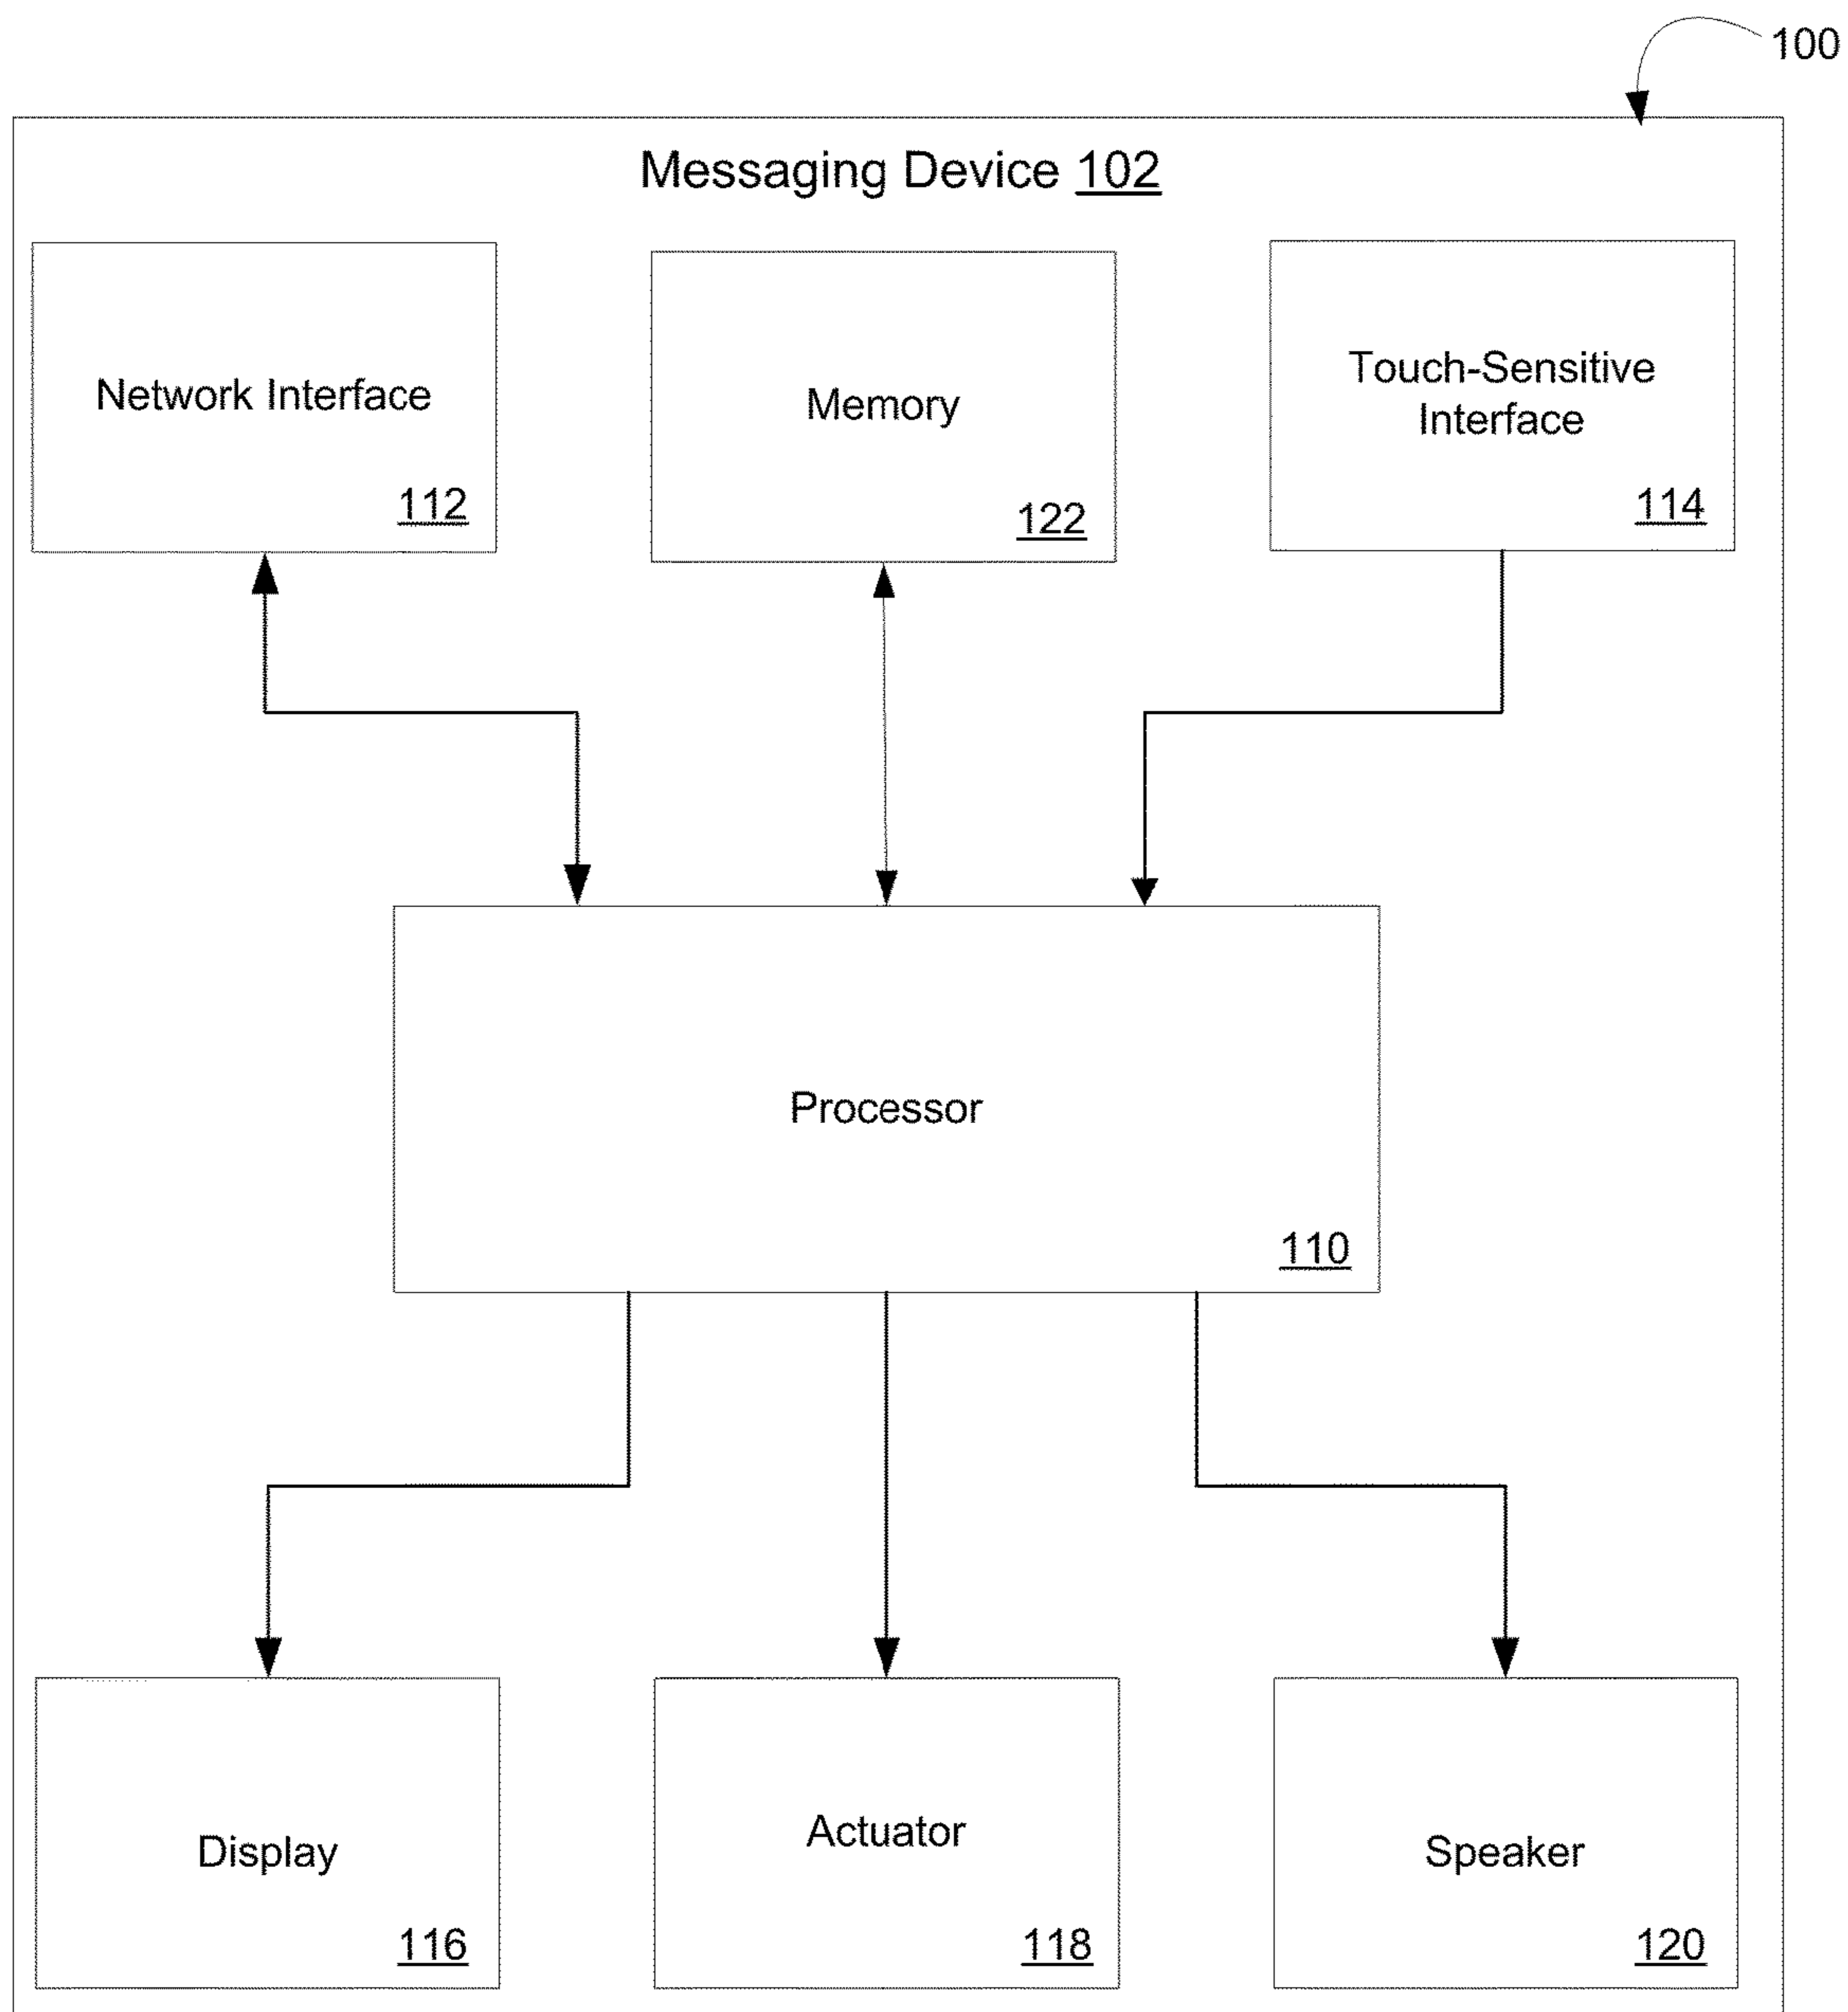 100
Messaging Device 102
Network Interface
112
Memory
122
Touch-Sensitive
Interface
114
Processor
110
Display
116
Actuator
118
Speaker
120